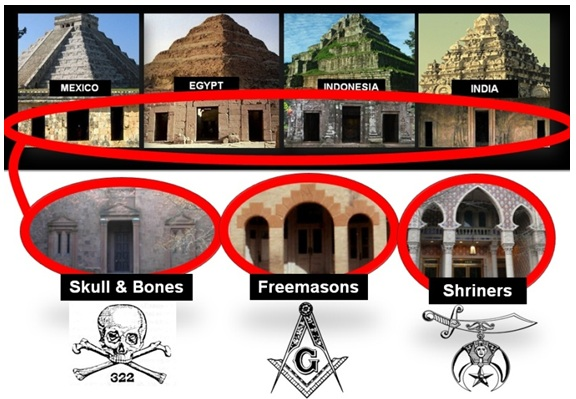 MEXICO
EGYPT
INDONESIA
INDIA
Skull & Bones
Freemasons
Shriners
322
G